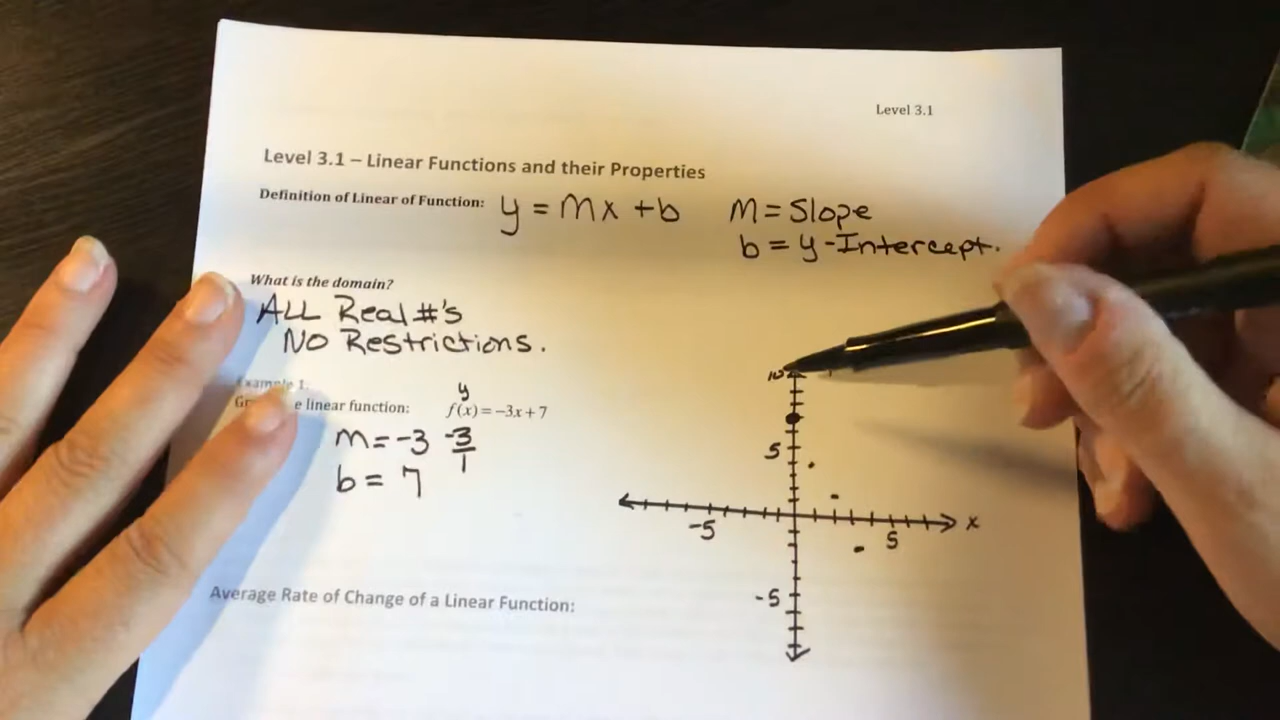 Level 3.1
Level 3.1 – Linear Functions and their Properties
Definition of Linear of Function: y = mx + b
M = Slope
b = y-Intercept.
What is the domain?
ALL Real #'s
NO Restrictions.
Example 1.
e linear function:
y
f(x) = −3x + 7
m = -3 -3/1
b = 7
10
5
-5
5
x
-5
Average Rate of Change of a Linear Function: